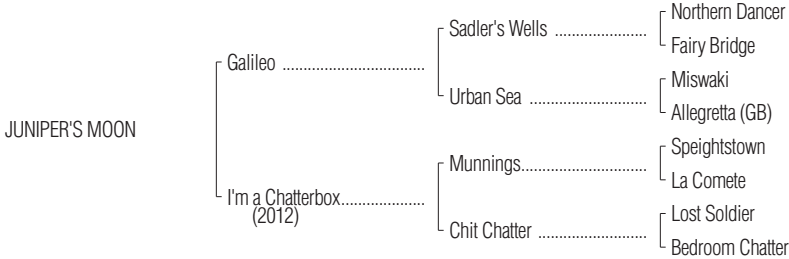 Northern Dancer
Sadler's Wells ........................
Fairy Bridge
Galileo .....................................
Miswaki
Urban Sea ..............................
Allegretta (GB)
JUNIPER'S MOON
Speightstown
Munnings.................................
La Comete
I'm a Chatterbox......................
(2012)
Lost Soldier
Chit Chatter ............................
Bedroom Chatter